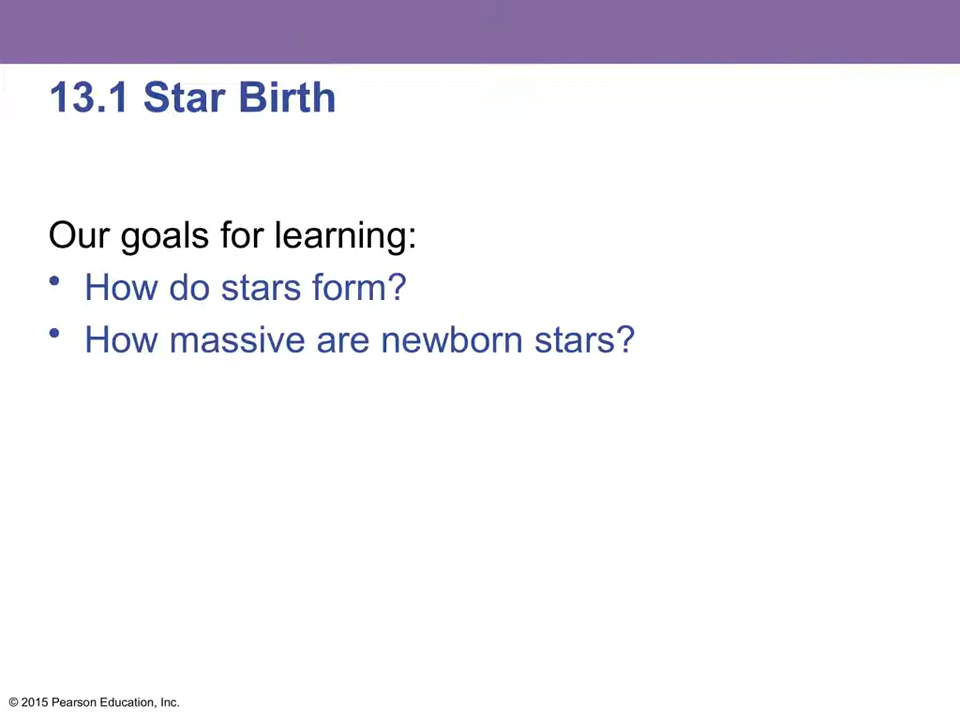 13.1 Star Birth
Our goals for learning:
• How do stars form?
• How massive are newborn stars?
© 2015 Pearson Education, Inc.